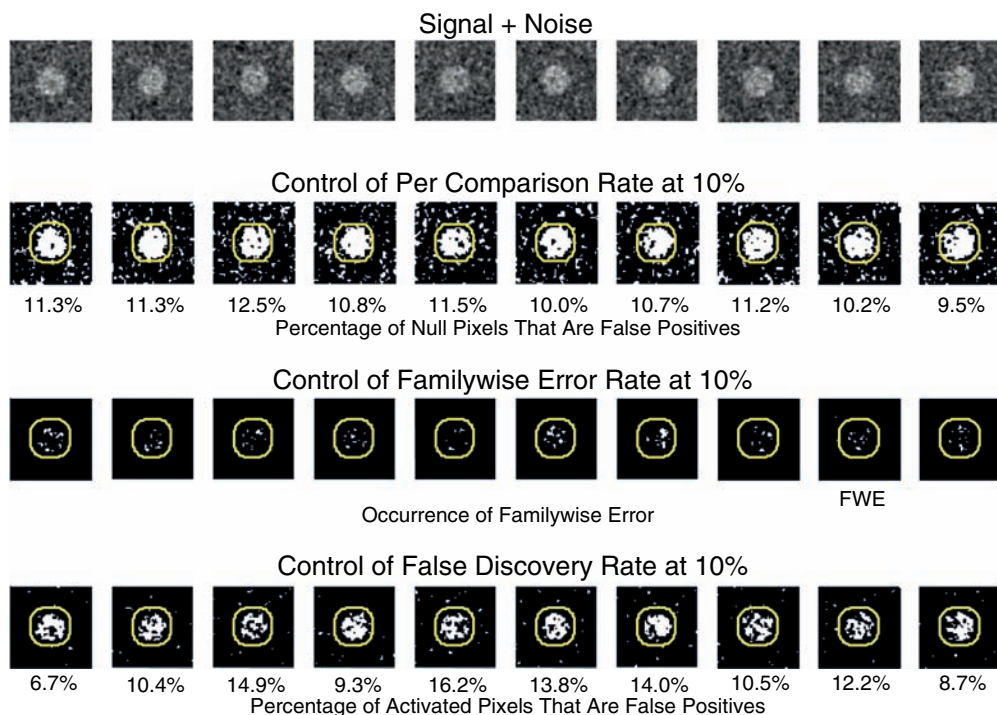 Signal + Noise
Control of Per Comparison Rate at 10%
11.3% 11.3% 12.5% 10.8% 11.5% 10.0% 10.7% 11.2% 10.2% 9.5%
Percentage of Null Pixels That Are False Positives
Control of Familywise Error Rate at 10%
FWE
Occurrence of Familywise Error
Control of False Discovery Rate at 10%
6.7% 10.4% 14.9% 9.3% 16.2% 13.8% 14.0% 10.5% 12.2% 8.7%
Percentage of Activated Pixels That Are False Positives